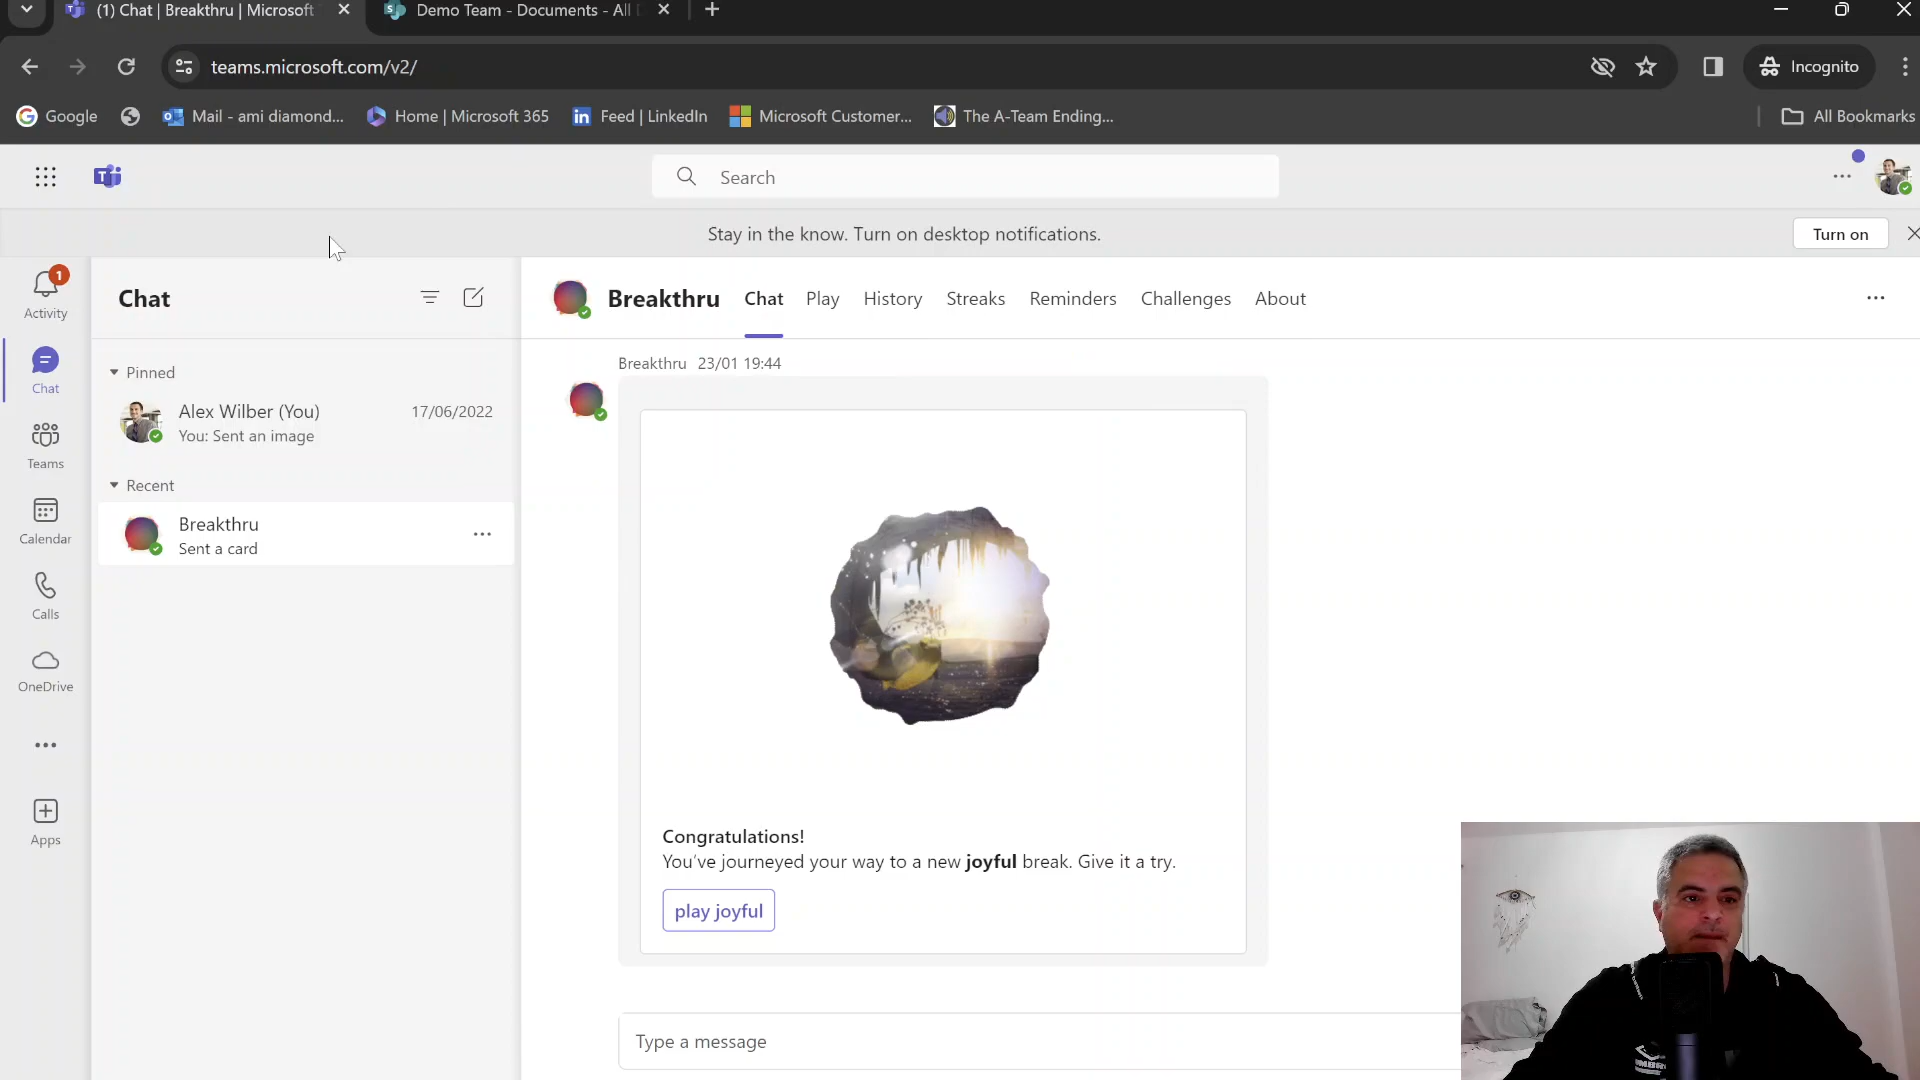 (1) Chat | Breakthru | Microsoft
Demo Team - Documents - All
teams.microsoft.com/v2/
Incognito
Google
Mail - ami diamond...
Home | Microsoft 365
Feed | LinkedIn
Microsoft Customer...
The A-Team Ending...
All Bookmarks
Search
Stay in the know. Turn on desktop notifications.
Turn on
1
Activity
Chat
Teams
Calendar
Calls
OneDrive
Apps
Chat
Pinned
Alex Wilber (You)
17/06/2022
You: Sent an image
Recent
Breakthru
Sent a card
Breakthru
Chat
Play
History
Streaks
Reminders
Challenges
About
Breakthru 23/01 19:44
Congratulations!
You've journeyed your way to a new joyful break. Give it a try.
play joyful
Type a message